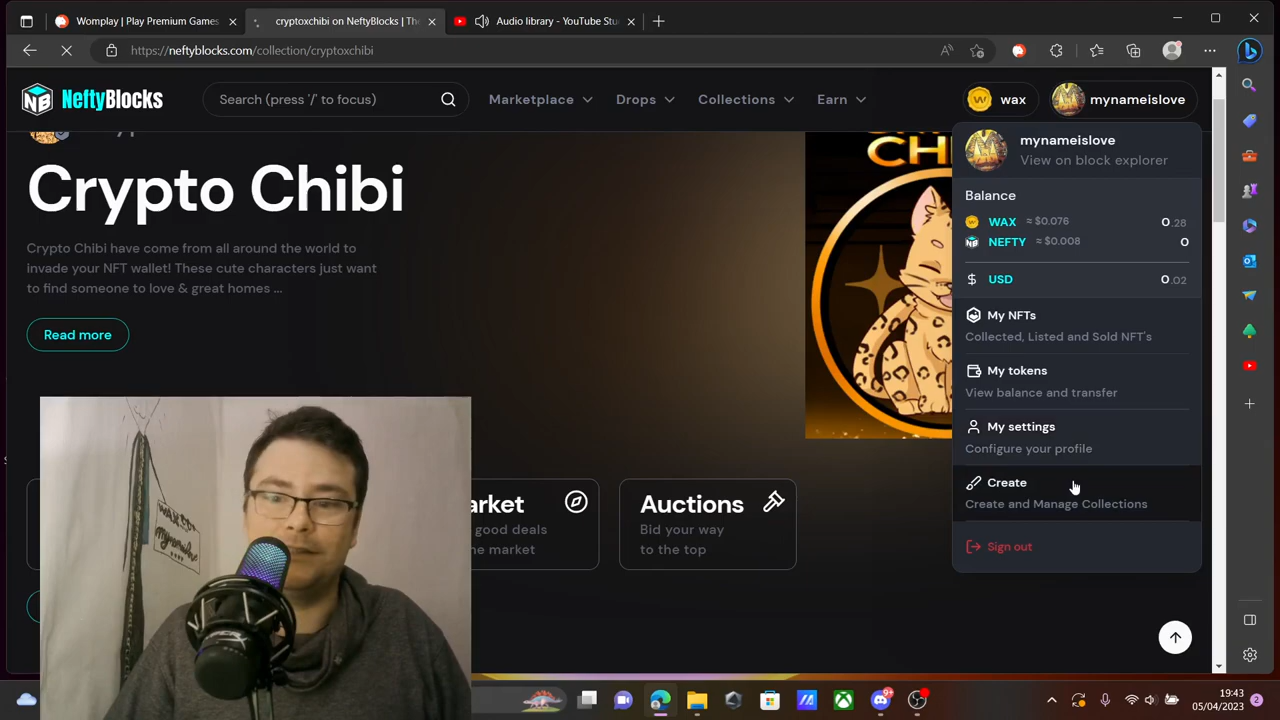 Womplay | Play Premium Games
cryptoxchibi on NeftyBlocks | Th
Audio library - YouTube Stu
https://neftyblocks.com/collection/cryptoxchibi
NB NeftyBlocks
Search (press '/' to focus)
Marketplace
Drops
Collections
Earn
wax
mynameislove
Crypto Chibi
Crypto Chibi have come from all around the world to
invade your NFT wallet! These cute characters just want
to find someone to love & great homes ...
Read more
mynameislove
View on block explorer
Balance
WAX ≈ $0.076 0.28
NEFTY ≈ $0.008 0
$ USD 0.02
My NFTs
Collected, Listed and Sold NFT's
My tokens
View balance and transfer
My settings
Configure your profile
Create
Create and Manage Collections
Sign out
arket
good deals
e market
Auctions
Bid your way
to the top
19:43
05/04/2023
2